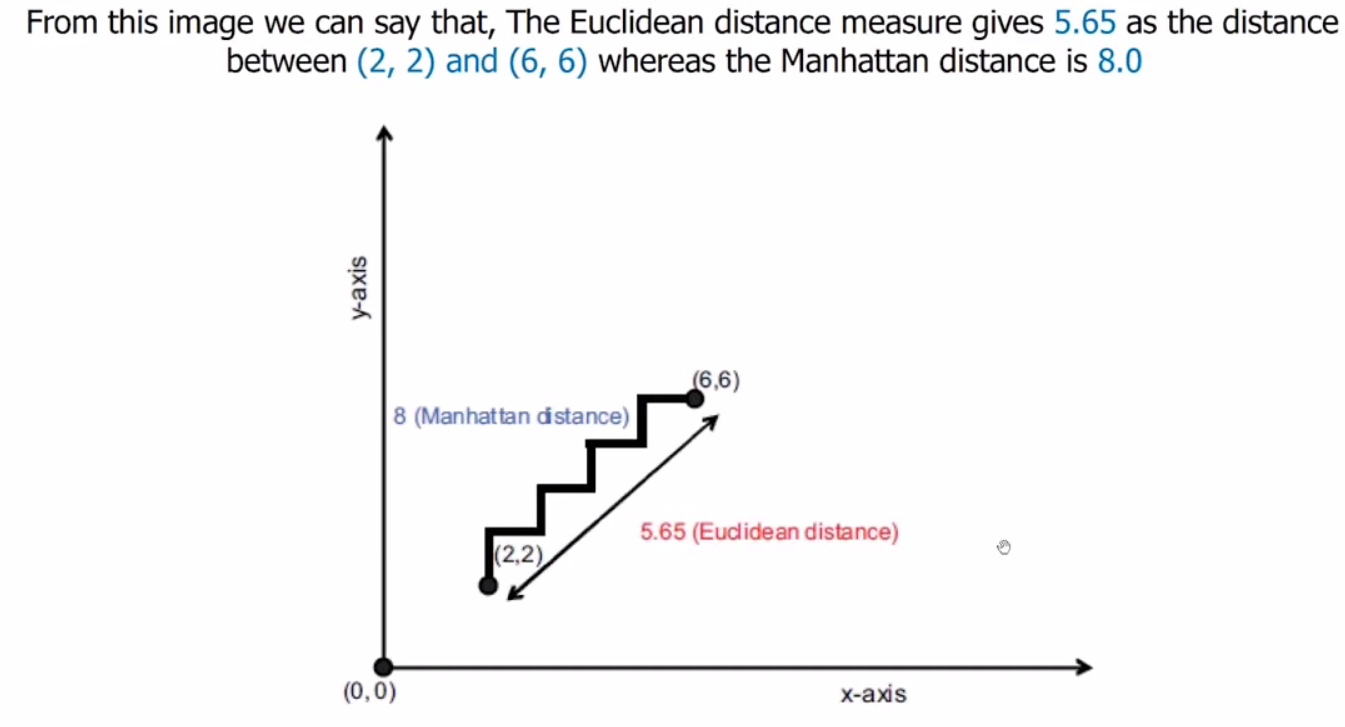 From this image we can say that, The Euclidean distance measure gives 5.65 as the distance
between (2, 2) and (6, 6) whereas the Manhattan distance is 8.0
y-axis
(6,6)
8 (Manhattan distance)
5.65 (Euclidean distance)
(2,2)
(0,0)
x-axis